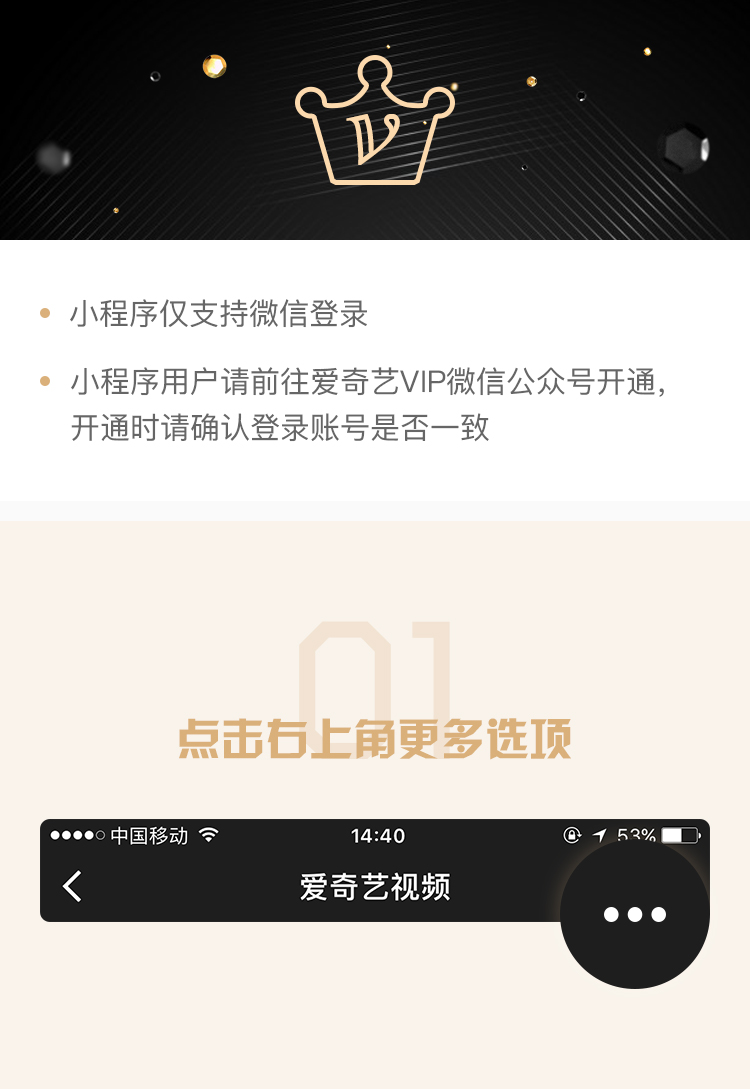 小程序仅支持微信登录
小程序用户请前往爱奇艺VIP微信公众号开通，
开通时请确认登录账号是否一致
01
点击右上角更多选项
中国移动 14:40 53%
爱奇艺视频